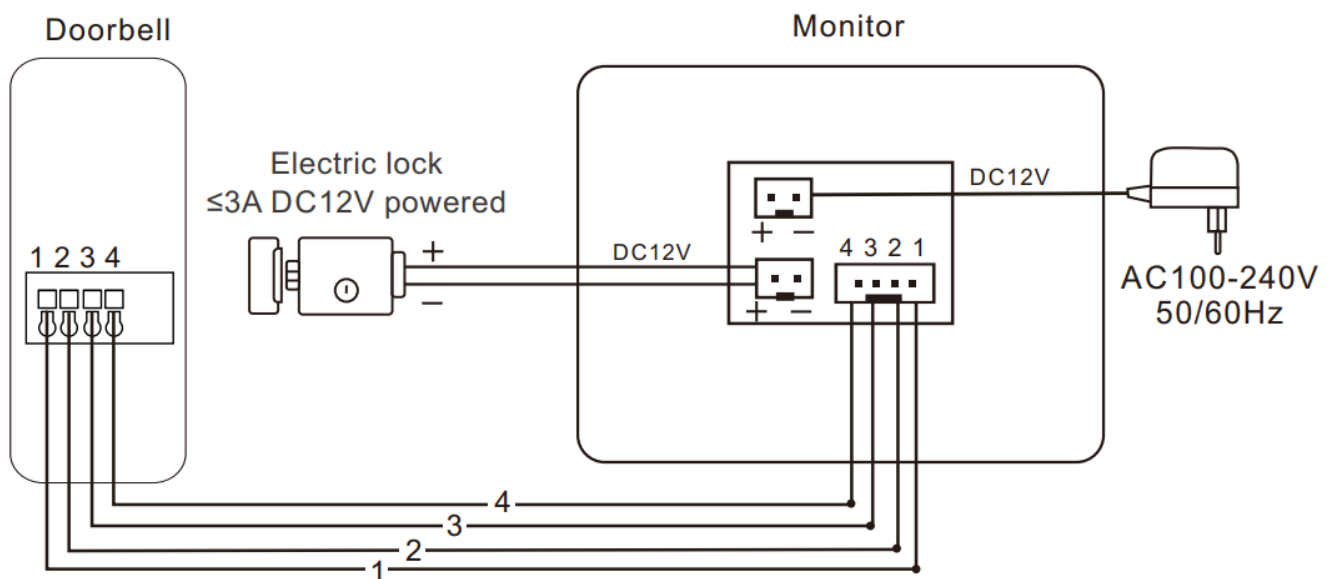 Doorbell
Monitor
Electric lock
≤3A DC12V powered
DC12V
+ −
1 2 3 4
+
−
DC12V
4 3 2 1
+ −
AC100-240V
50/60Hz
4
3
2
1